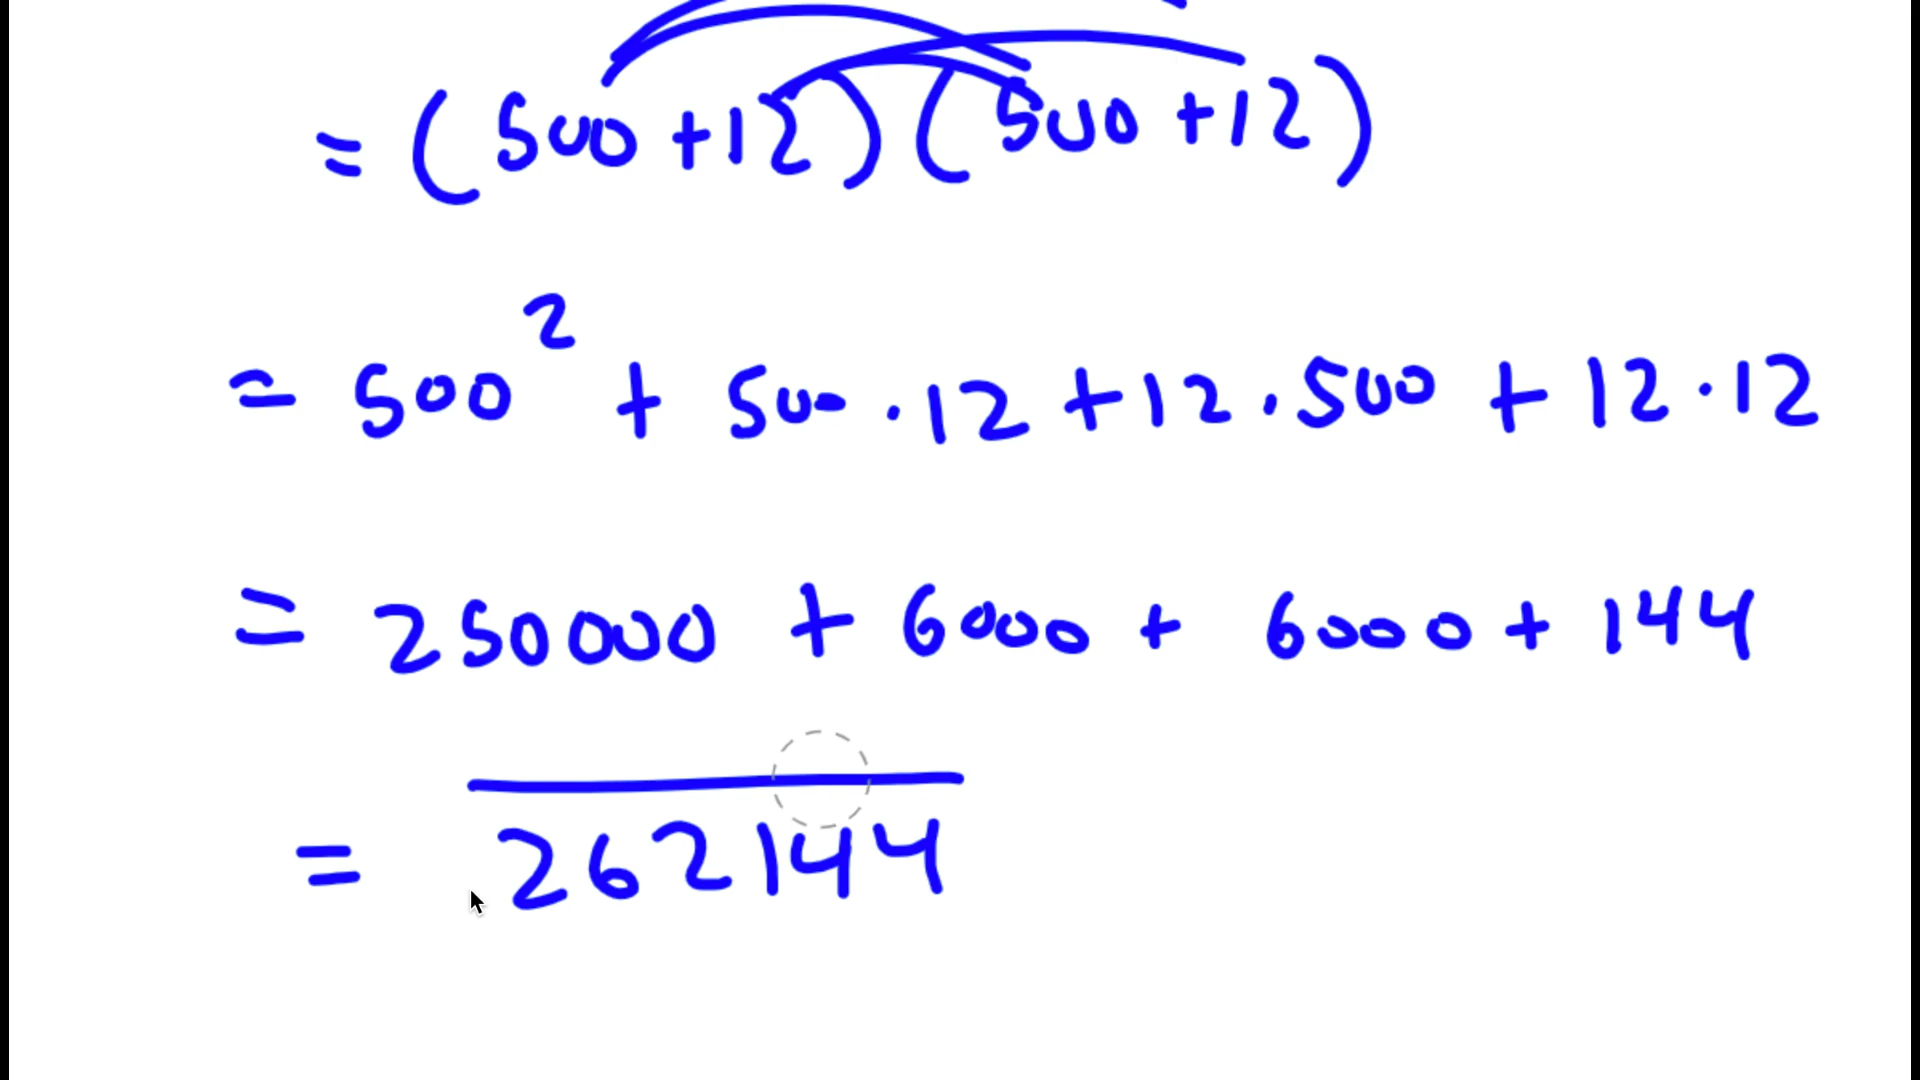 = (500 + 12) (500 + 12)
= 500² + 500 · 12 + 12 · 500 + 12 · 12
= 250000 + 6000 + 6000 + 144
= 262144